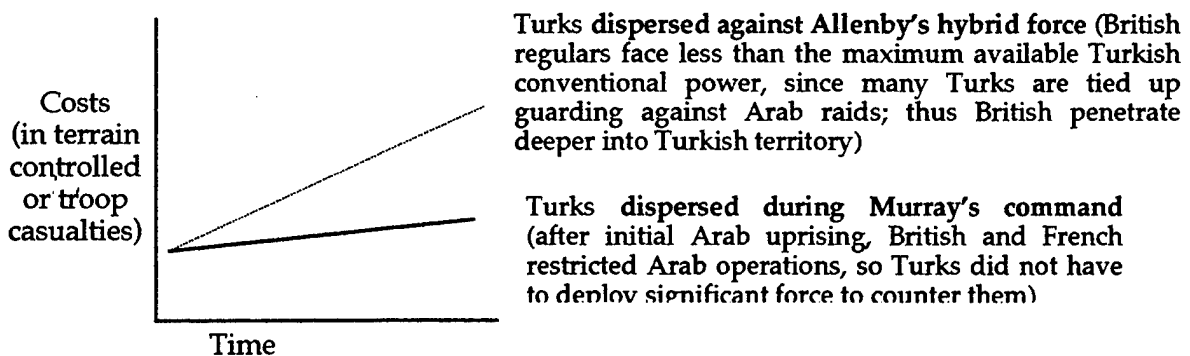 Costs
(in terrain
controlled
or troop
casualties)
Time
Turks dispersed against Allenby's hybrid force (British
regulars face less than the maximum available Turkish
conventional power, since many Turks are tied up
guarding against Arab raids; thus British penetrate
deeper into Turkish territory)
Turks dispersed during Murray's command
(after initial Arab uprising, British and French
restricted Arab operations, so Turks did not have
to deploy significant force to counter them)